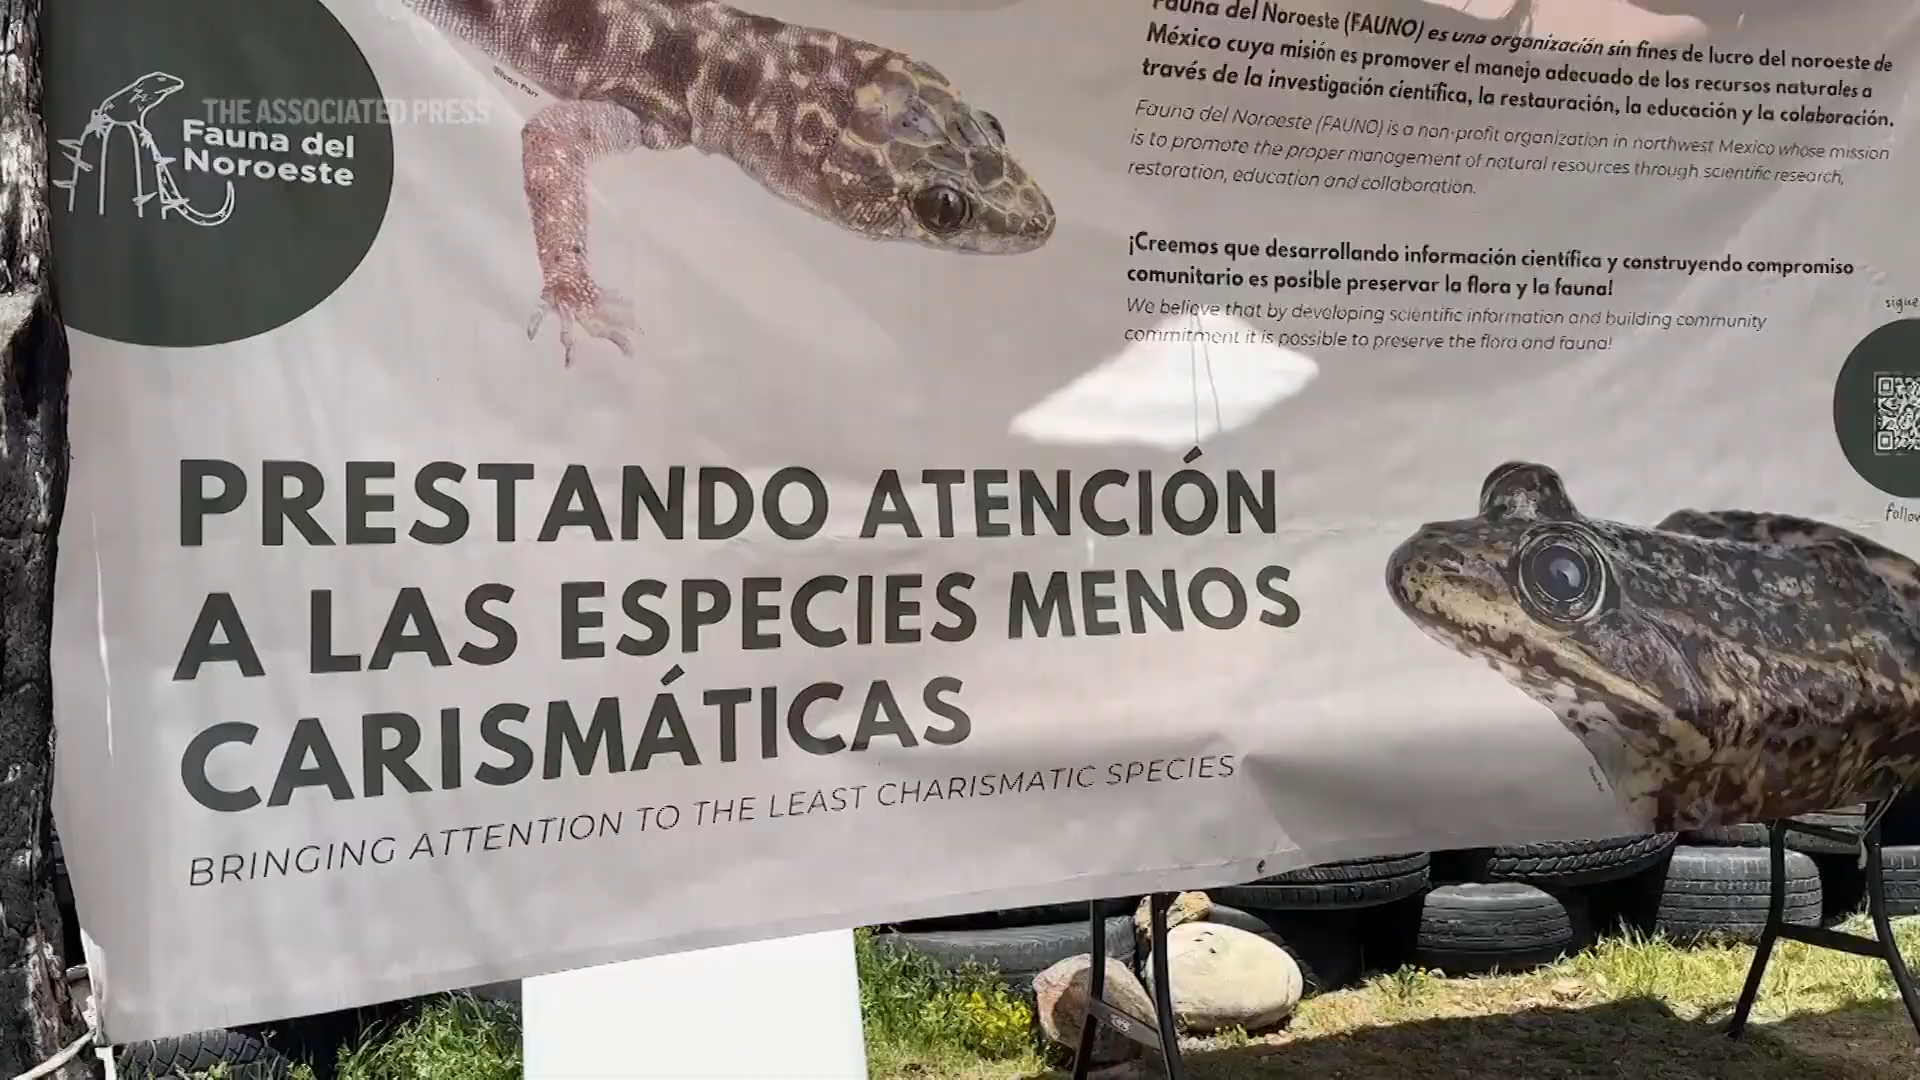 THE ASSOCIATED PRESS
Fauna del
Noroeste
Fauna del Noroeste (FAUNO) es una organización sin fines de lucro del noroeste de
México cuya misión es promover el manejo adecuado de los recursos naturales a
través de la investigación científica, la restauración, la educación y la colaboración.
Fauna del Noroeste (FAUNO) is a non-profit organization in northwest Mexico whose mission
is to promote the proper management of natural resources through scientific research,
restoration, education and collaboration.
¡Creemos que desarrollando información científica y construyendo compromiso
comunitario es posible preservar la flora y la fauna!
We believe that by developing scientific information and building community
commitment it is possible to preserve the flora and fauna!
PRESTANDO ATENCIÓN
A LAS ESPECIES MENOS
CARISMÁTICAS
BRINGING ATTENTION TO THE LEAST CHARISMATIC SPECIES